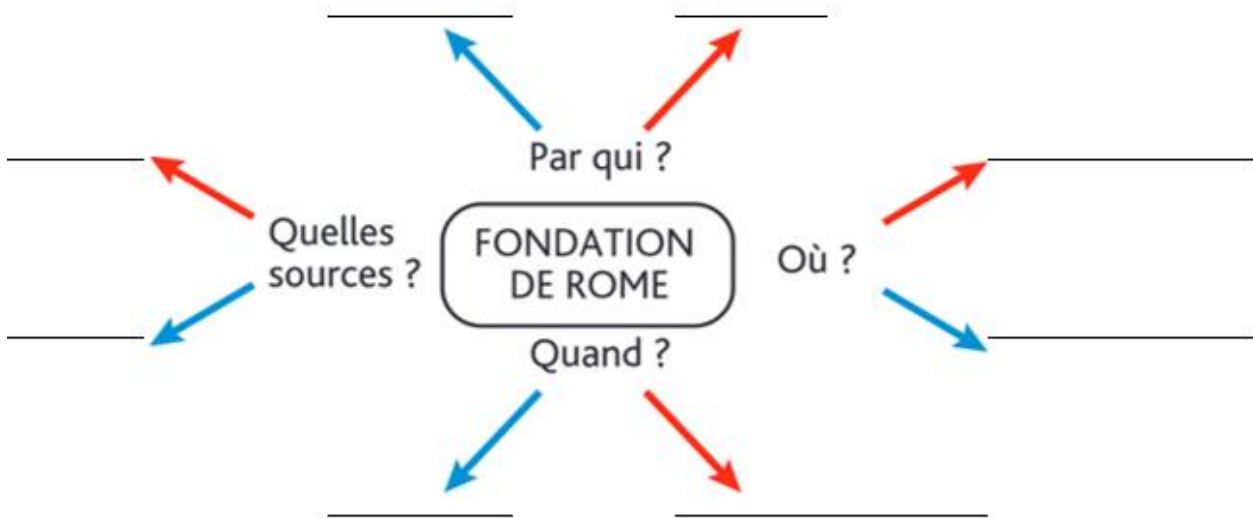 Par qui ?
Quelles
sources ?
FONDATION
DE ROME
Où ?
Quand ?